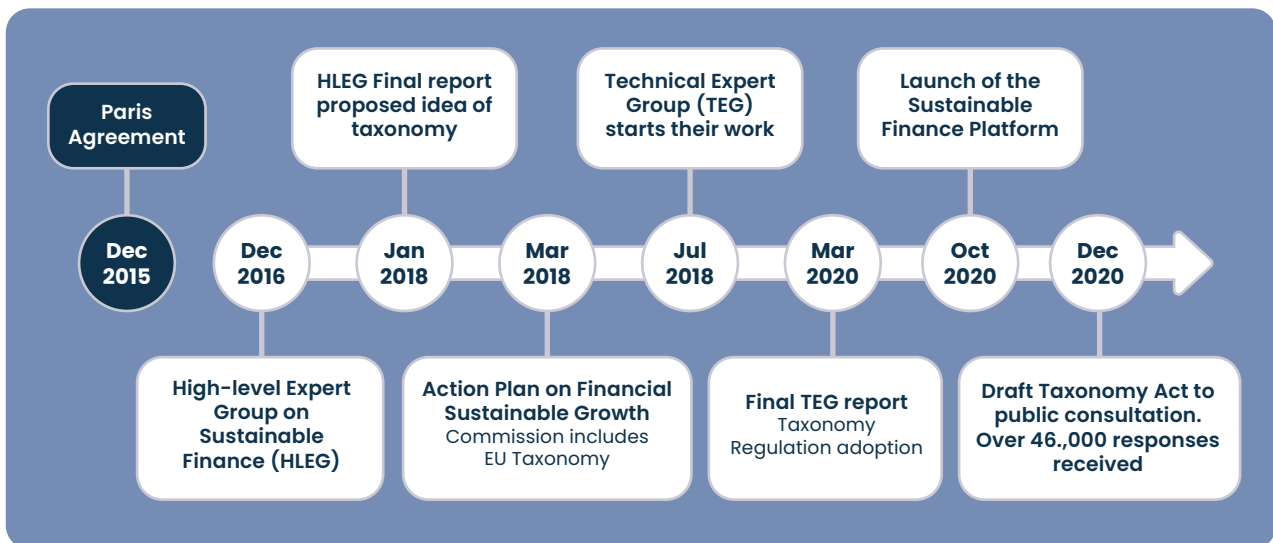 Paris
Agreement
HLEG Final report
proposed idea of
taxonomy
Technical Expert
Group (TEG)
starts their work
Launch of the
Sustainable
Finance Platform
Dec
2015
Dec
2016
Jan
2018
Mar
2018
Jul
2018
Mar
2020
Oct
2020
Dec
2020
High-level Expert
Group on
Sustainable
Finance (HLEG)
Action Plan on Financial
Sustainable Growth
Commission includes
EU Taxonomy
Final TEG report
Taxonomy
Regulation adoption
Draft Taxonomy Act to
public consultation.
Over 46.,000 responses
received